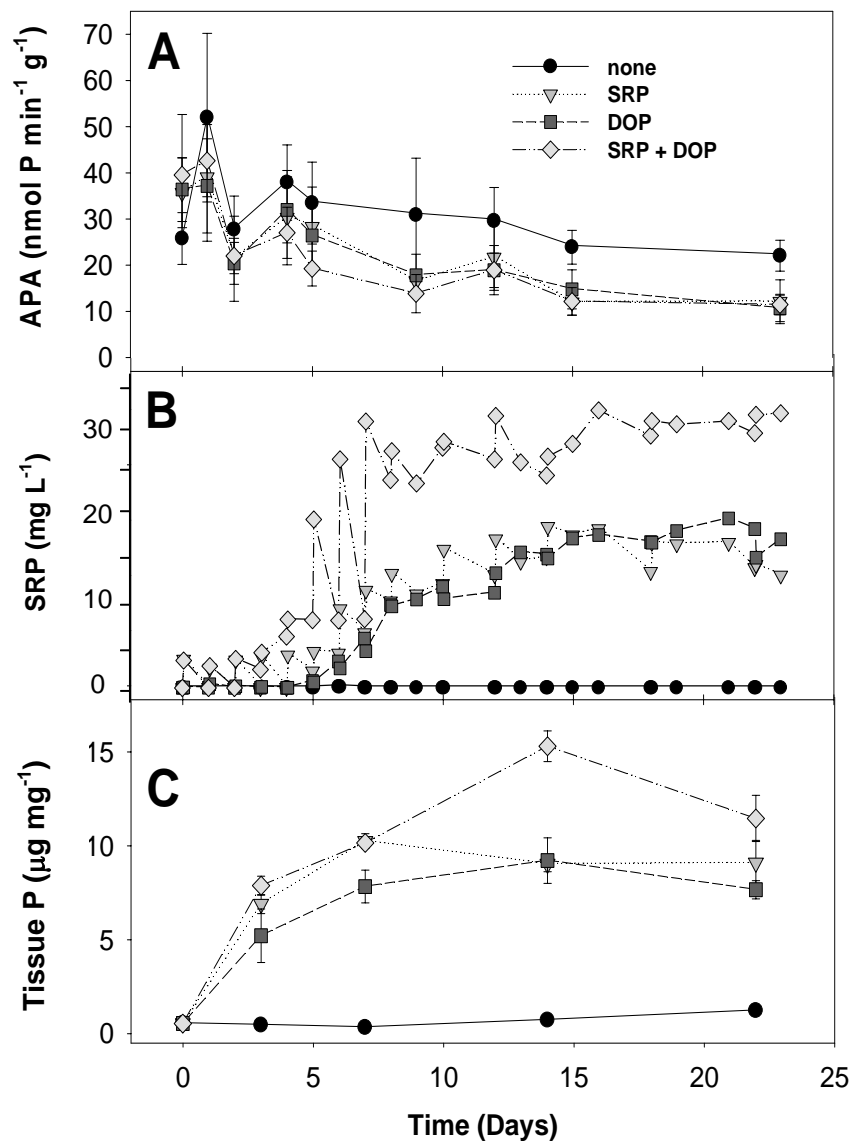 A
APA (nmol P min⁻¹ g⁻¹)
70
60
50
40
30
20
10
0
none
SRP
DOP
SRP + DOP
B
SRP (mg L⁻¹)
30
20
10
0
C
Tissue P (µg mg⁻¹)
15
10
5
0
0 5 10 15 20 25
Time (Days)